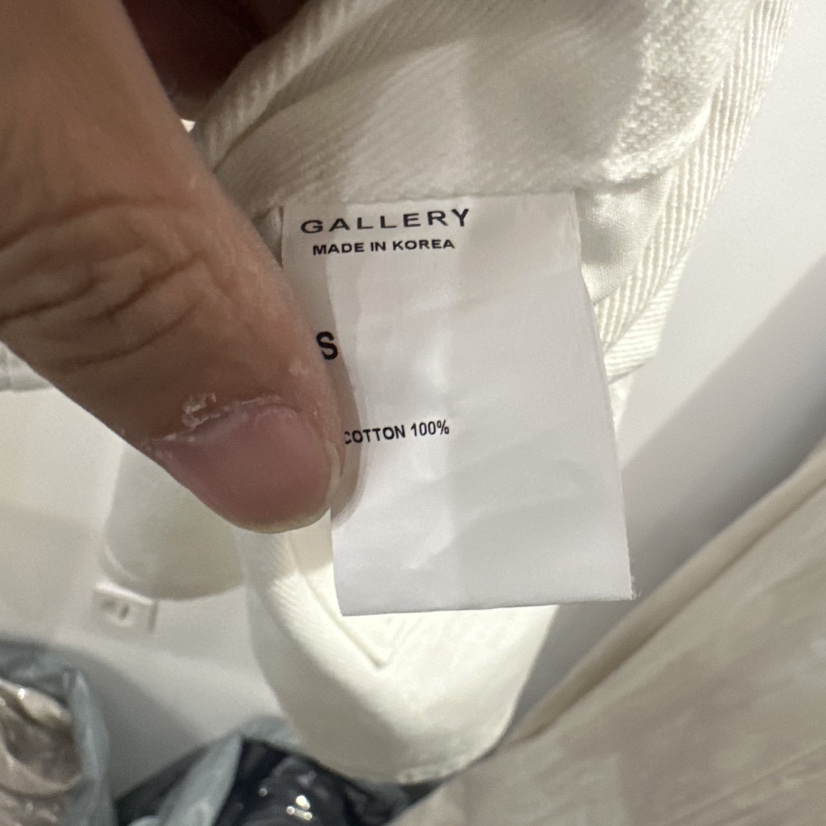 GALLERY
MADE IN KOREA
S
COTTON 100%